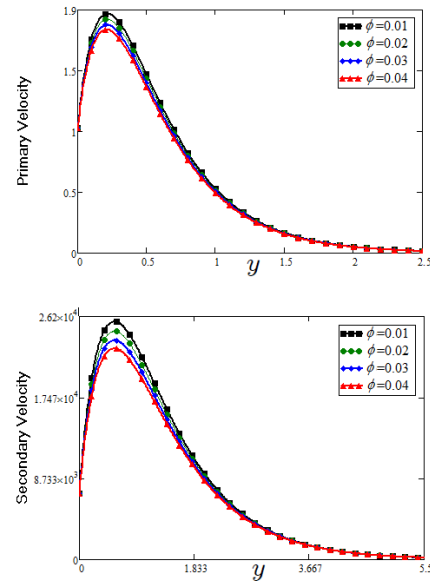 1.9
1.5
1
0.5
0
Primary Velocity
ϕ=0.01
ϕ=0.02
ϕ=0.03
ϕ=0.04
0 0.5 1 1.5 2 2.5
y
2.62×10⁴
1.747×10⁴
8.733×10³
0
Secondary Velocity
ϕ=0.01
ϕ=0.02
ϕ=0.03
ϕ=0.04
0 1.833 3.667 5.5
y